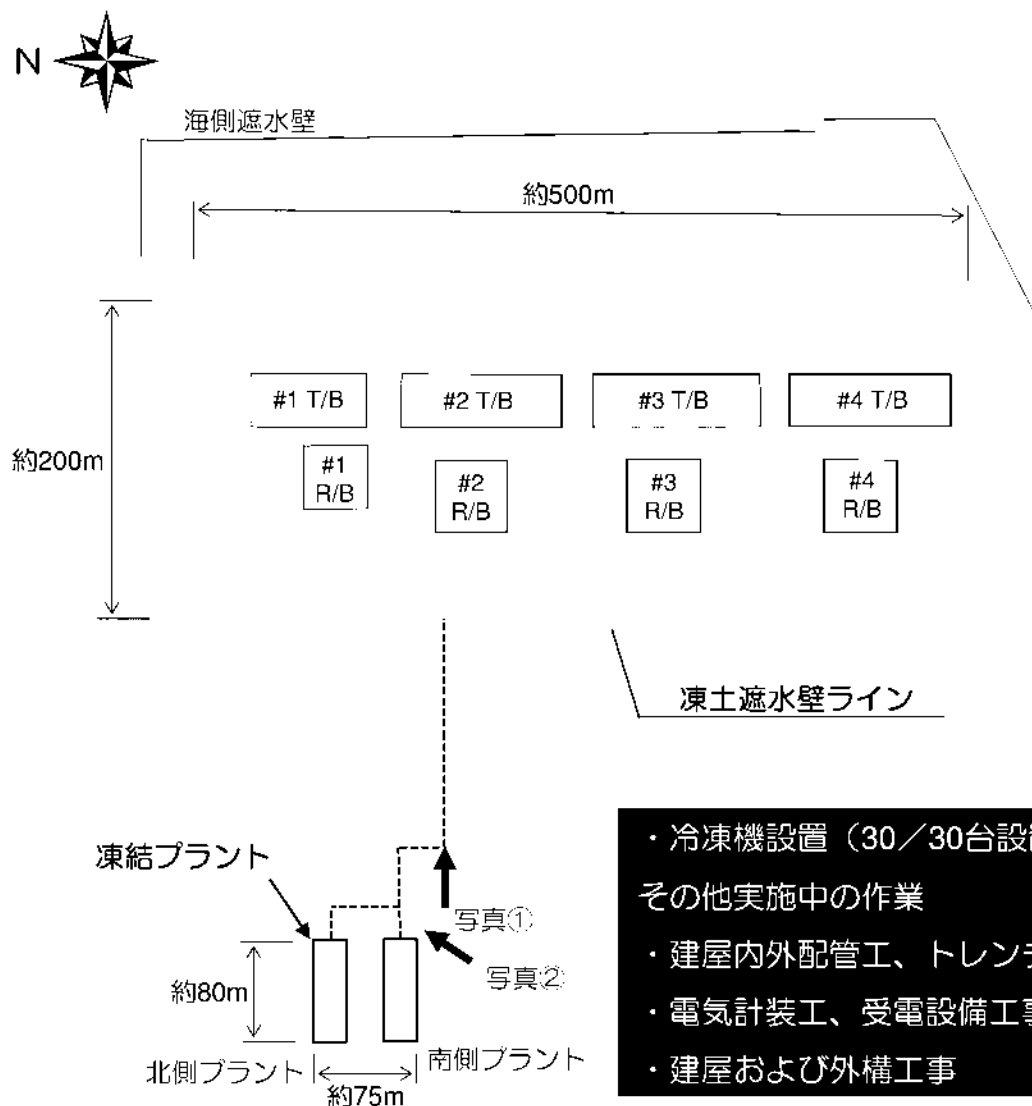 N
海側遮水壁
約500m
#1 T/B
#2 T/B
#3 T/B
#4 T/B
約200m
#1
R/B
#2
R/B
#3
R/B
#4
R/B
凍土遮水壁ライン
凍結プラント
写真①
写真②
約80m
北側プラント
南側プラント
約75m
・冷凍機設置（30／30台設
その他実施中の作業
・建屋内外配管工、トレン
・電気計装工、受電設備工
・建屋および外構工事